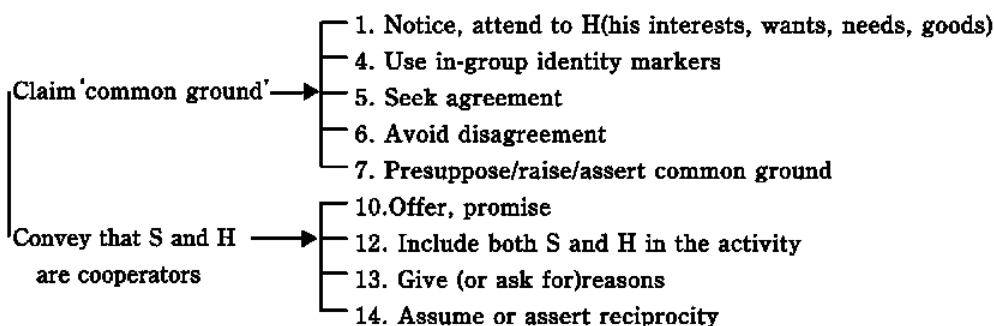 1. Notice, attend to H(his interests, wants, needs, goods)
4. Use in-group identity markers
Claim 'common ground'
5. Seek agreement
6. Avoid disagreement
7. Presuppose/raise/assert common ground
10.Offer, promise
Convey that S and H
are cooperators
12. Include both S and H in the activity
13. Give (or ask for)reasons
14. Assume or assert reciprocity